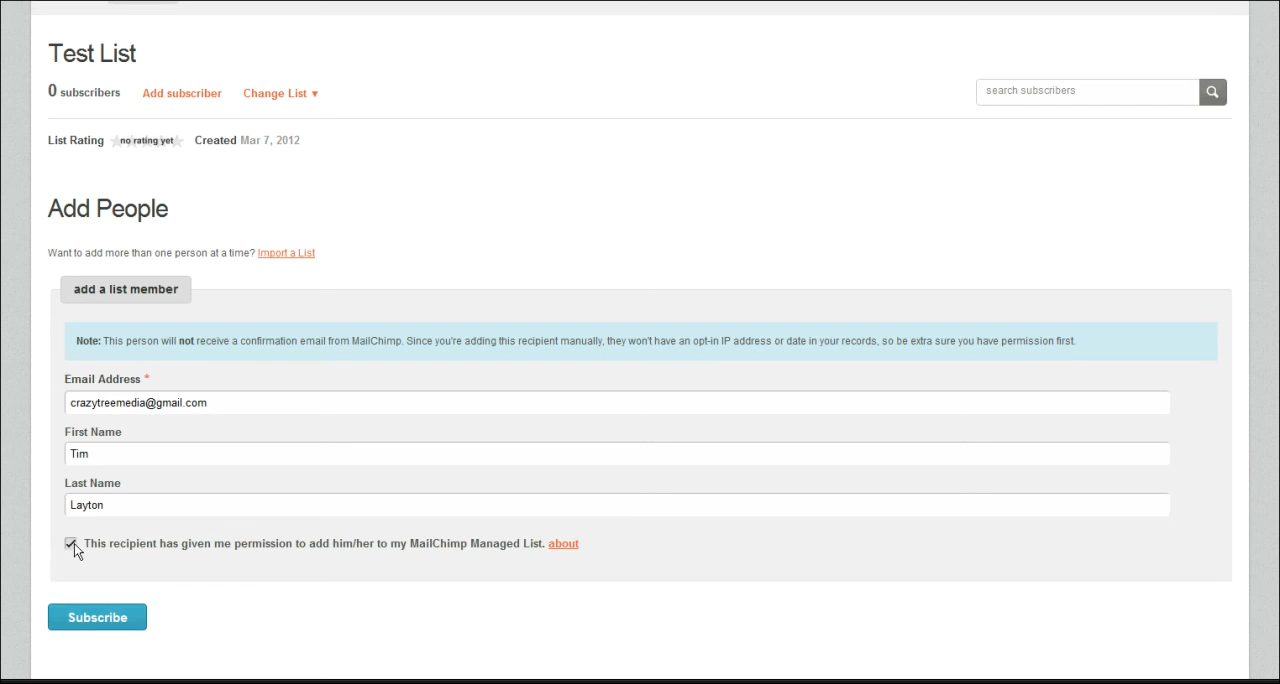 Test List
0 subscribers Add subscriber Change List ▼ search subscribers
List Rating no rating yet Created Mar 7, 2012
Add People
Want to add more than one person at a time? Import a List
add a list member
Note: This person will not receive a confirmation email from MailChimp. Since you're adding this recipient manually, they won't have an opt-in IP address or date in your records, so be extra sure you have permission first.
Email Address *
crazytreemedia@gmail.com
First Name
Tim
Last Name
Layton
This recipient has given me permission to add him/her to my MailChimp Managed List. about
Subscribe